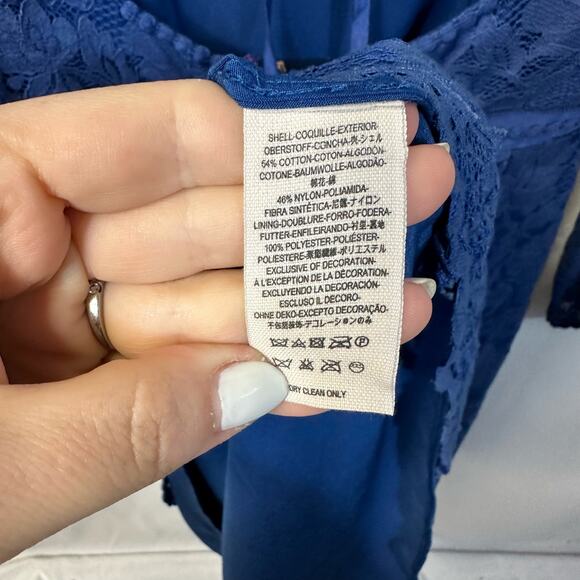 SHELL-COQUILLE-EXTERIOR-
OBERSTOFF-CONCHA-壳-シェル
54% COTTON-COTON-ALGODÓN-
COTONE-BAUMWOLLE-ALGODÃO-
棉花-綿
46% NYLON-POLIAMIDA-
FIBRA SINTÉTICA-尼龍-ナイロン
LINING-DOUBLURE-FORRO-FODERA-
FUTTER-ENFILEIRANDO-衬里-裏地
100% POLYESTER-POLIÉSTER-
POLIESTERE-聚酯纖維-ポリエステル
EXCLUSIVE OF DECORATION-
À L'EXCEPTION DE LA DÉCORATION-
EXCLUYENDO LA DECORACIÓN-
ESCLUSO IL DECORO-
OHNE DEKO-EXCEPTO DECORAÇÃO-
不包括裝饰-デコレーションのみ
P
DRY CLEAN ONLY